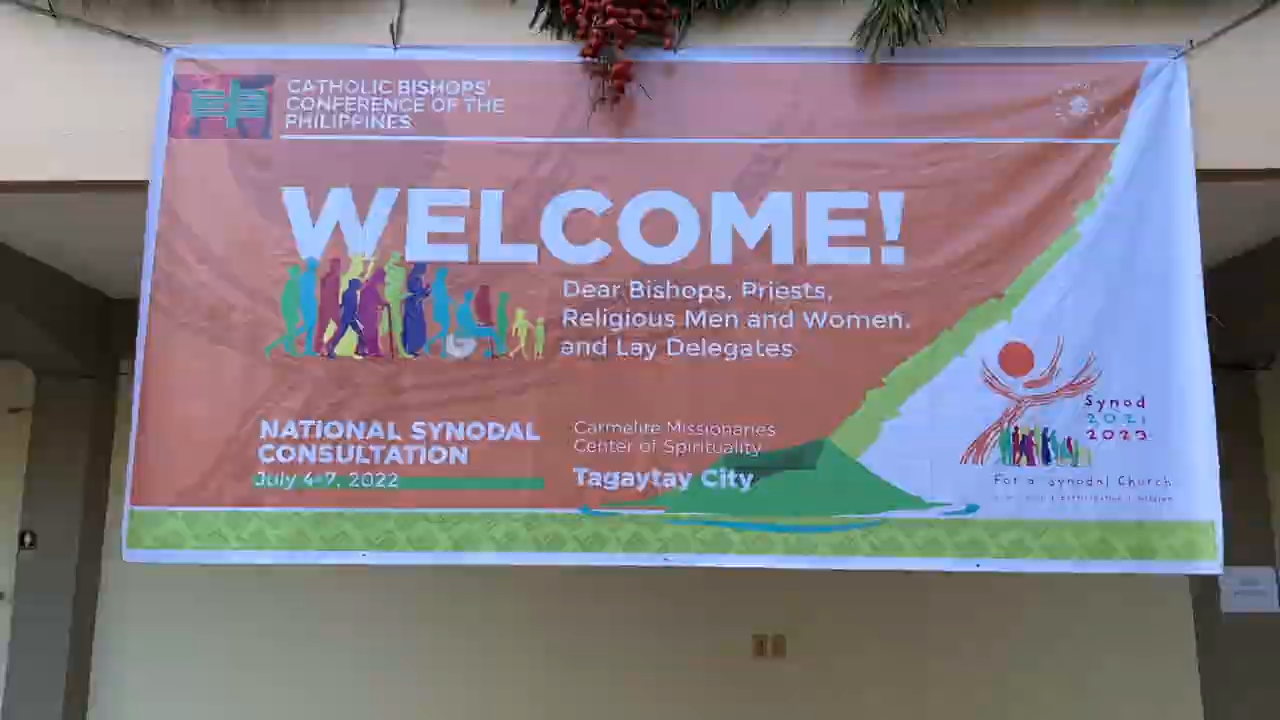 CATHOLIC BISHOPS'
CONFERENCE OF THE
PHILIPPINES
WELCOME!
Dear Bishops, Priests,
Religious Men and Women,
and Lay Delegates
NATIONAL SYNODAL
CONSULTATION
July 4-7, 2022
Carmelite Missionaries
Center of Spirituality
Tagaytay City
Synod
2021
2023
For a Synodal Church